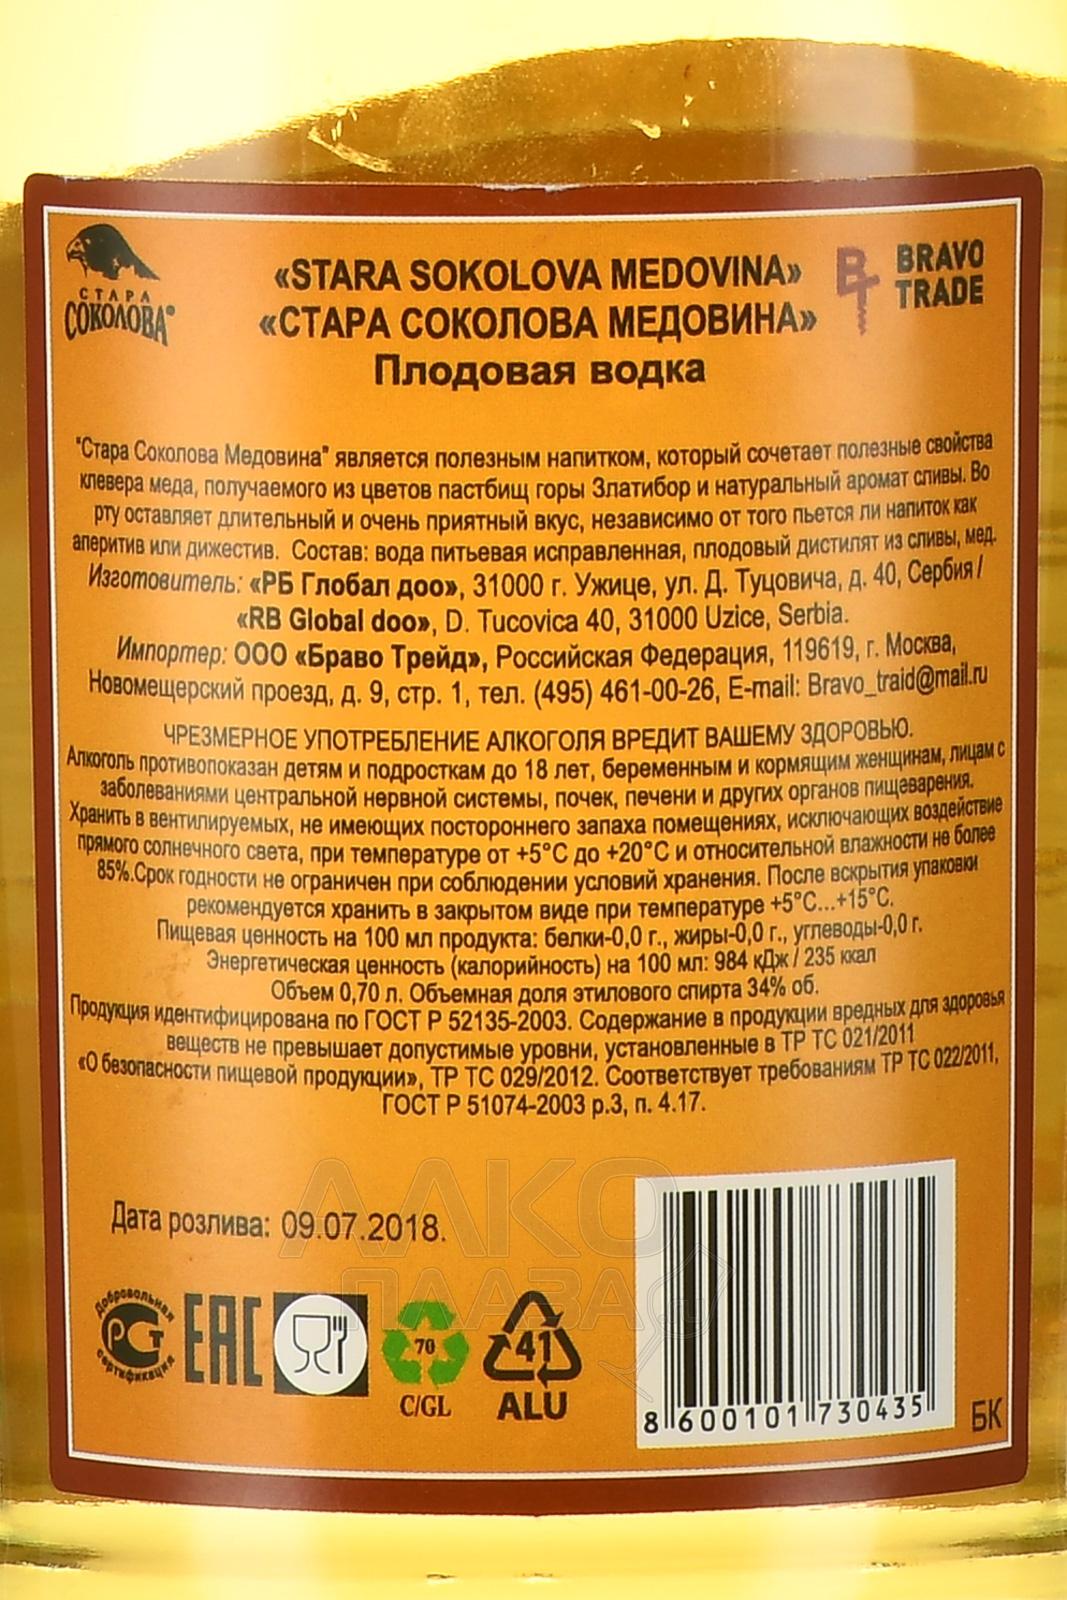 СТАРА
СОКОЛОВА®
«STARA SOKOLOVA MEDOVINA»
«СТАРА СОКОЛОВА МЕДОВИНА»
Плодовая водка
BT
BRAVO
TRADE
"Стара Соколова Медовина" является полезным напитком, который сочетает полезные свойства
клевера меда, получаемого из цветов пастбищ горы Златибор и натуральный аромат сливы. Во
рту оставляет длительный и очень приятный вкус, независимо от того пьется ли напиток как
аперитив или дижестив. Состав: вода питьевая исправленная, плодовый дистилят из сливы, мед.
Изготовитель: «РБ Глобал доо», 31000 г. Ужице, ул. Д. Туцовича, д. 40, Сербия /
«RB Global doo», D. Tucovica 40, 31000 Uzice, Serbia.
Импортер: ООО «Браво Трейд», Российская Федерация, 119619, г. Москва,
Новомещерский проезд, д. 9, стр. 1, тел. (495) 461-00-26, E-mail: Bravo_traid@mail.ru
ЧРЕЗМЕРНОЕ УПОТРЕБЛЕНИЕ АЛКОГОЛЯ ВРЕДИТ ВАШЕМУ ЗДОРОВЬЮ.
Алкоголь противопоказан детям и подросткам до 18 лет, беременным и кормящим женщинам, лицам с
заболеваниями центральной нервной системы, почек, печени и других органов пищеварения.
Хранить в вентилируемых, не имеющих постороннего запаха помещениях, исключающих воздействие
прямого солнечного света, при температуре от +5°С до +20°С и относительной влажности не более
85%.Срок годности не ограничен при соблюдении условий хранения. После вскрытия упаковки
рекомендуется хранить в закрытом виде при температуре +5°С...+15°С.
Пищевая ценность на 100 мл продукта: белки-0,0 г., жиры-0,0 г., углеводы-0,0 г.
Энергетическая ценность (калорийность) на 100 мл: 984 кДж / 235 ккал
Объем 0,70 л. Объемная доля этилового спирта 34% об.
Продукция идентифицирована по ГОСТ Р 52135-2003. Содержание в продукции вредных для здоровья
веществ не превышает допустимые уровни, установленные в ТР ТС 021/2011
«О безопасности пищевой продукции», ТР ТС 029/2012. Соответствует требованиям ТР ТС 022/2011,
ГОСТ Р 51074-2003 р.3, п. 4.17.
АЛКО
ПЛАЗА
ru
Дата розлива: 09.07.2018.
Добровольная
РСТ
сертификация
EAC
70
C/GL
41
ALU
8 600101 730435
БК